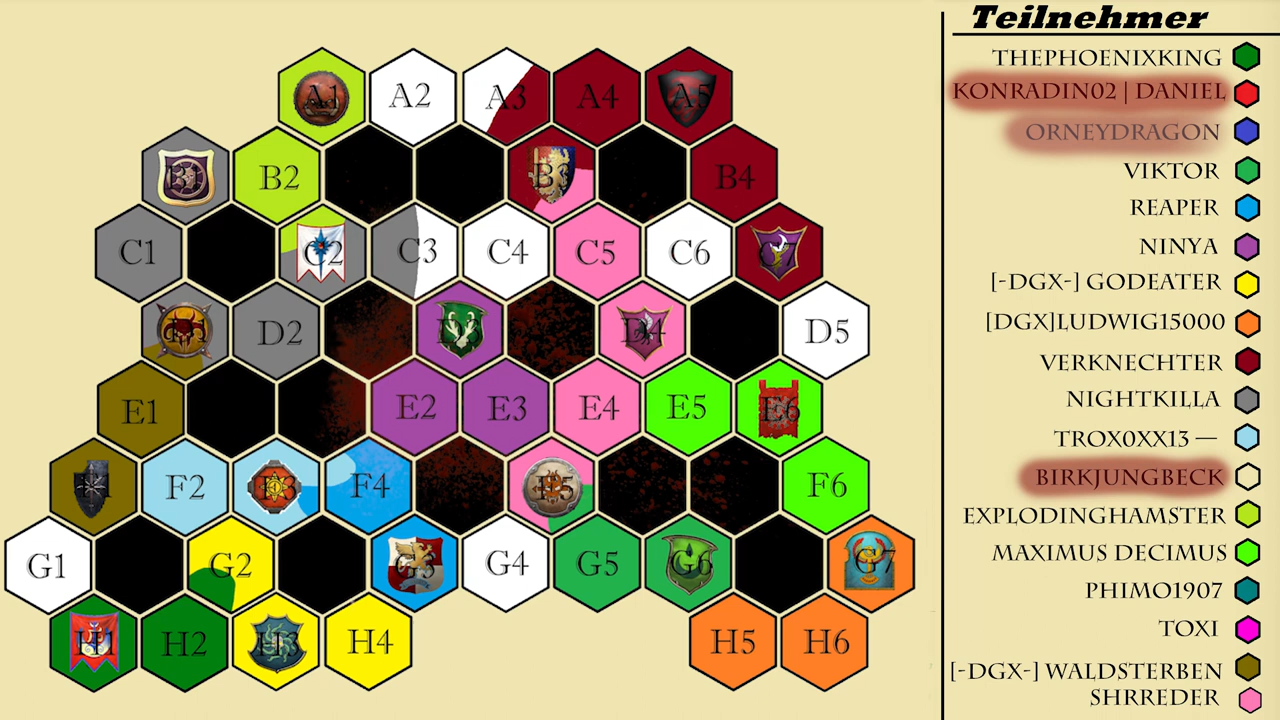 Teilnehmer
THEPHOENIXKING
KONRADIN02 | DANIEL
ORNEYDRAGON
VIKTOR
REAPER
NINYA
[-DGX-] GODEATER
[DGX]LUDWIG15000
VERKNECHTER
NIGHTKILLA
TROX0XX13 —
BIRKJUNGBECK
EXPLODINGHAMSTER
MAXIMUS DECIMUS
PHIMO1907
TOXI
[-DGX-] WALDSTERBEN
SHRREDER
A1 A2 A3 A4 A5
B1 B2 B3 B4
C1 C2 C3 C4 C5 C6 C7
D1 D2 D3 D4 D5
E1 E2 E3 E4 E5 E6
F1 F2 F3 F4 F5 F6
G1 G2 G3 G4 G5 G6 G7
H1 H2 H3 H4 H5 H6